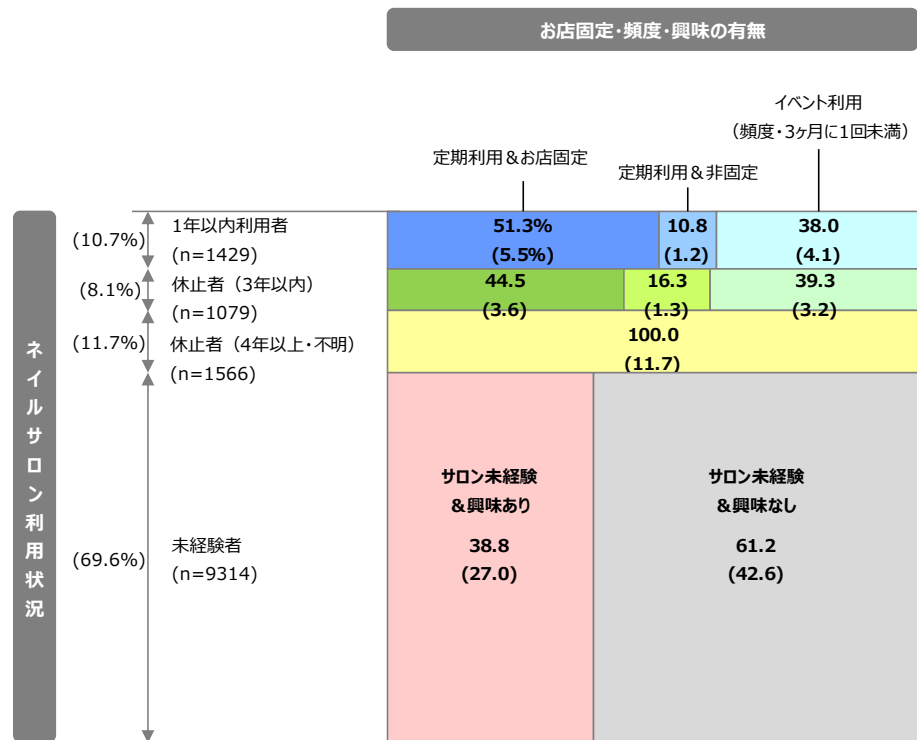 お店固定・頻度・興味の有無
イベント利用
（頻度・3ヶ月に1回未満）
定期利用＆お店固定
定期利用＆非固定
ネイルサロン利用状況
(10.7%)
1年以内利用者
(n=1429)
51.3%
(5.5%)
10.8
(1.2)
38.0
(4.1)
(8.1%)
休止者（3年以内）
(n=1079)
44.5
(3.6)
16.3
(1.3)
39.3
(3.2)
(11.7%)
休止者（4年以上・不明）
(n=1566)
100.0
(11.7)
(69.6%)
未経験者
(n=9314)
サロン未経験
＆興味あり
38.8
(27.0)
サロン未経験
＆興味なし
61.2
(42.6)